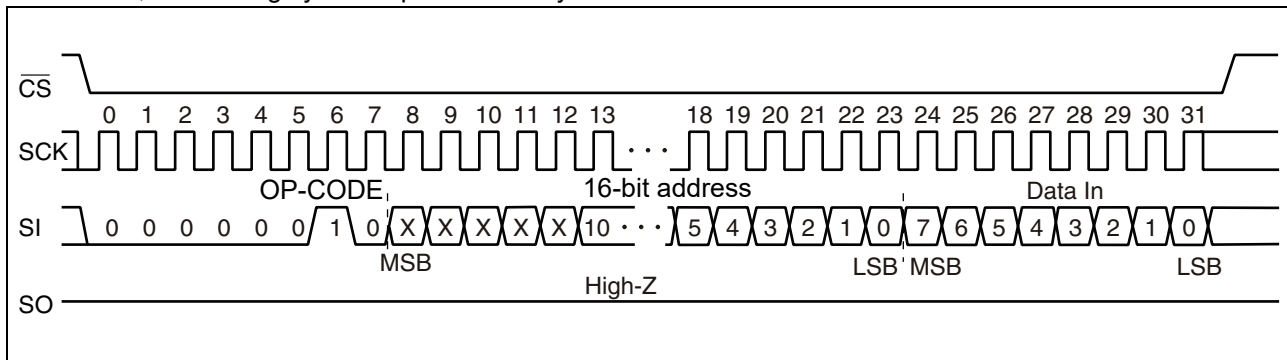 CS
0 1 2 3 4 5 6 7 8 9 10 11 12 13 18 19 20 21 22 23 24 25 26 27 28 29 30 31
SCK ···
OP-CODE 16-bit address Data In
SI 0 0 0 0 0 0 1 0 X X X X X 10 ··· 5 4 3 2 1 0 7 6 5 4 3 2 1 0
MSB LSB MSB LSB
High-Z
SO